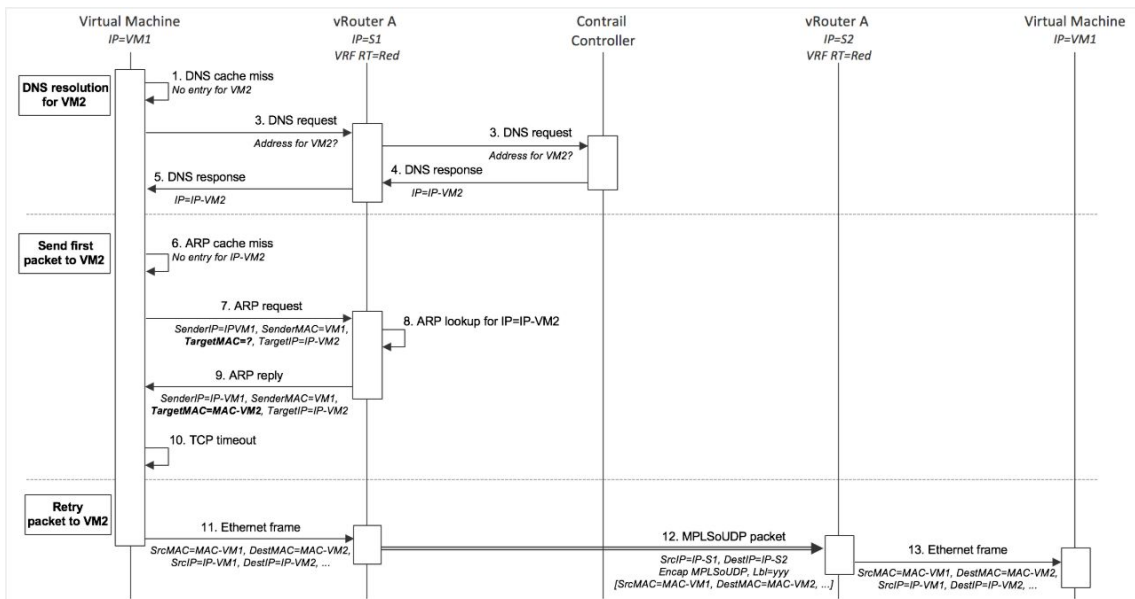 Virtual Machine
IP=VM1
vRouter A
IP=S1
VRF RT=Red
Contrail
Controller
vRouter A
IP=S2
VRF RT=Red
Virtual Machine
IP=VM1
DNS resolution
for VM2
1. DNS cache miss
No entry for VM2
3. DNS request
Address for VM2?
3. DNS request
Address for VM2?
4. DNS response
IP=IP-VM2
5. DNS response
IP=IP-VM2
Send first
packet to VM2
6. ARP cache miss
No entry for IP-VM2
7. ARP request
SenderIP=IPVM1, SenderMAC=VM1,
TargetMAC=?, TargetIP=IP-VM2
8. ARP lookup for IP=IP-VM2
9. ARP reply
SenderIP=IP-VM1, SenderMAC=VM1,
TargetMAC=MAC-VM2, TargetIP=IP-VM2
10. TCP timeout
Retry
packet to VM2
11. Ethernet frame
SrcMAC=MAC-VM1, DestMAC=MAC-VM2,
SrcIP=IP-VM1, DestIP=IP-VM2, ...
12. MPLSoUDP packet
SrcIP=IP-S1, DestIP=IP-S2
Encap MPLSoUDP, Lbl=yyy
[SrcMAC=MAC-VM1, DestMAC=MAC-VM2, ...]
13. Ethernet frame
SrcMAC=MAC-VM1, DestMAC=MAC-VM2,
SrcIP=IP-VM1, DestIP=IP-VM2, ...